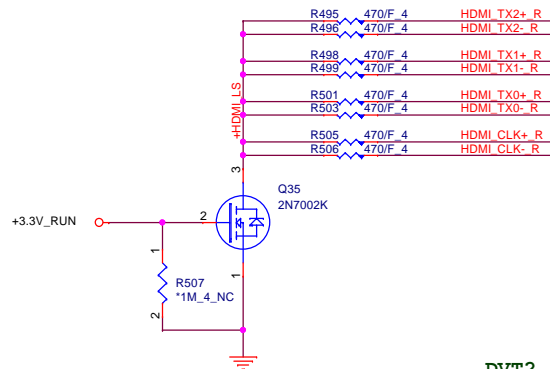 R495 470/F_4 HDMI_TX2+_R
R496 470/F_4 HDMI_TX2-_R
R498 470/F_4 HDMI_TX1+_R
R499 470/F_4 HDMI_TX1-_R
R501 470/F_4 HDMI_TX0+_R
R503 470/F_4 HDMI_TX0-_R
R505 470/F_4 HDMI_CLK+_R
R506 470/F_4 HDMI_CLK-_R
+HDMI_LS
3
Q35
2N7002K
+3.3V_RUN
2
1
1
R507
*1M_4_NC
2